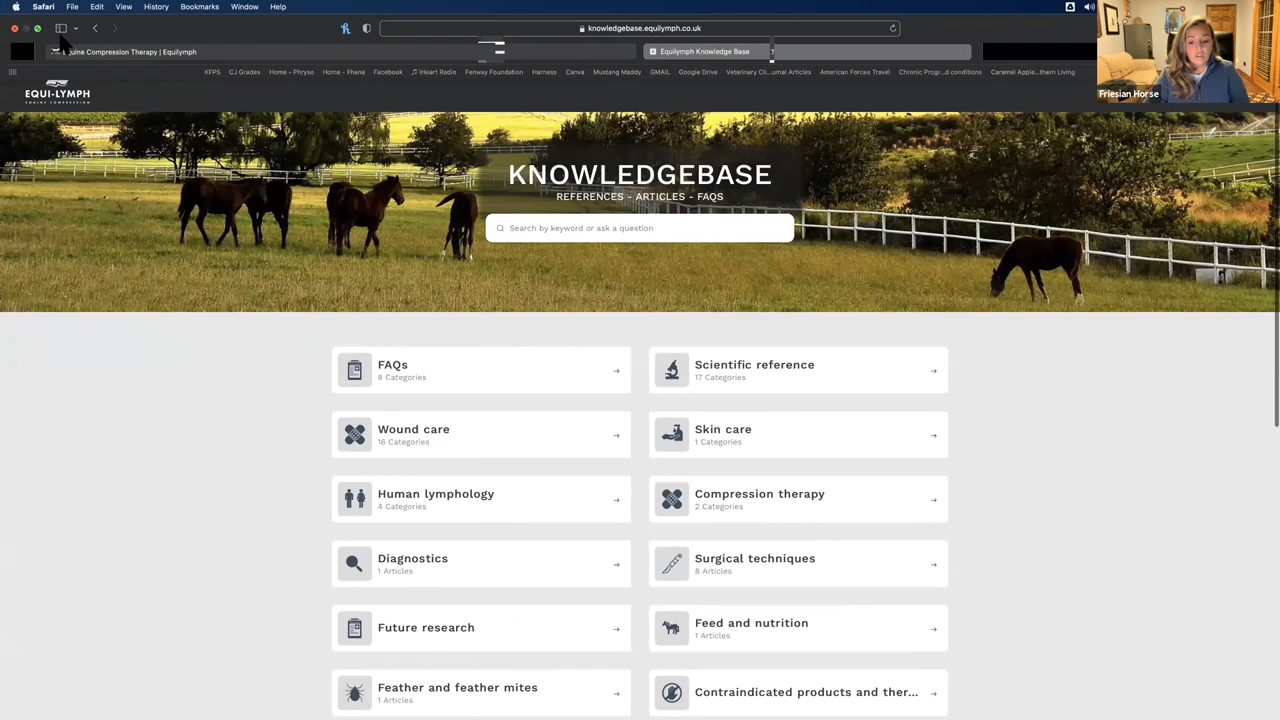 Safari File Edit View History Bookmarks Window Help
knowledgebase.equilymph.co.uk
uine Compression Therapy | Equilymph
Equilymph Knowledge Base
KFPS CJ Grades Home - Phryso Home - Fhana Facebook iHeart Radio Fenway Foundation Harness Canva Mustang Maddy GMAIL Google Drive Veterinary Cli...urnal Articles American Forces Travel Chronic Progr...d conditions Caramel Apple...thern Living
Friesian Horse
EQUI-LYMPH
EQUINE COMPRESSION
KNOWLEDGEBASE
REFERENCES - ARTICLES - FAQS
Search by keyword or ask a question
FAQs
8 Categories
Scientific reference
17 Categories
Wound care
16 Categories
Skin care
1 Categories
Human lymphology
4 Categories
Compression therapy
2 Categories
Diagnostics
1 Articles
Surgical techniques
8 Articles
Future research
Feed and nutrition
1 Articles
Feather and feather mites
1 Articles
Contraindicated products and ther...